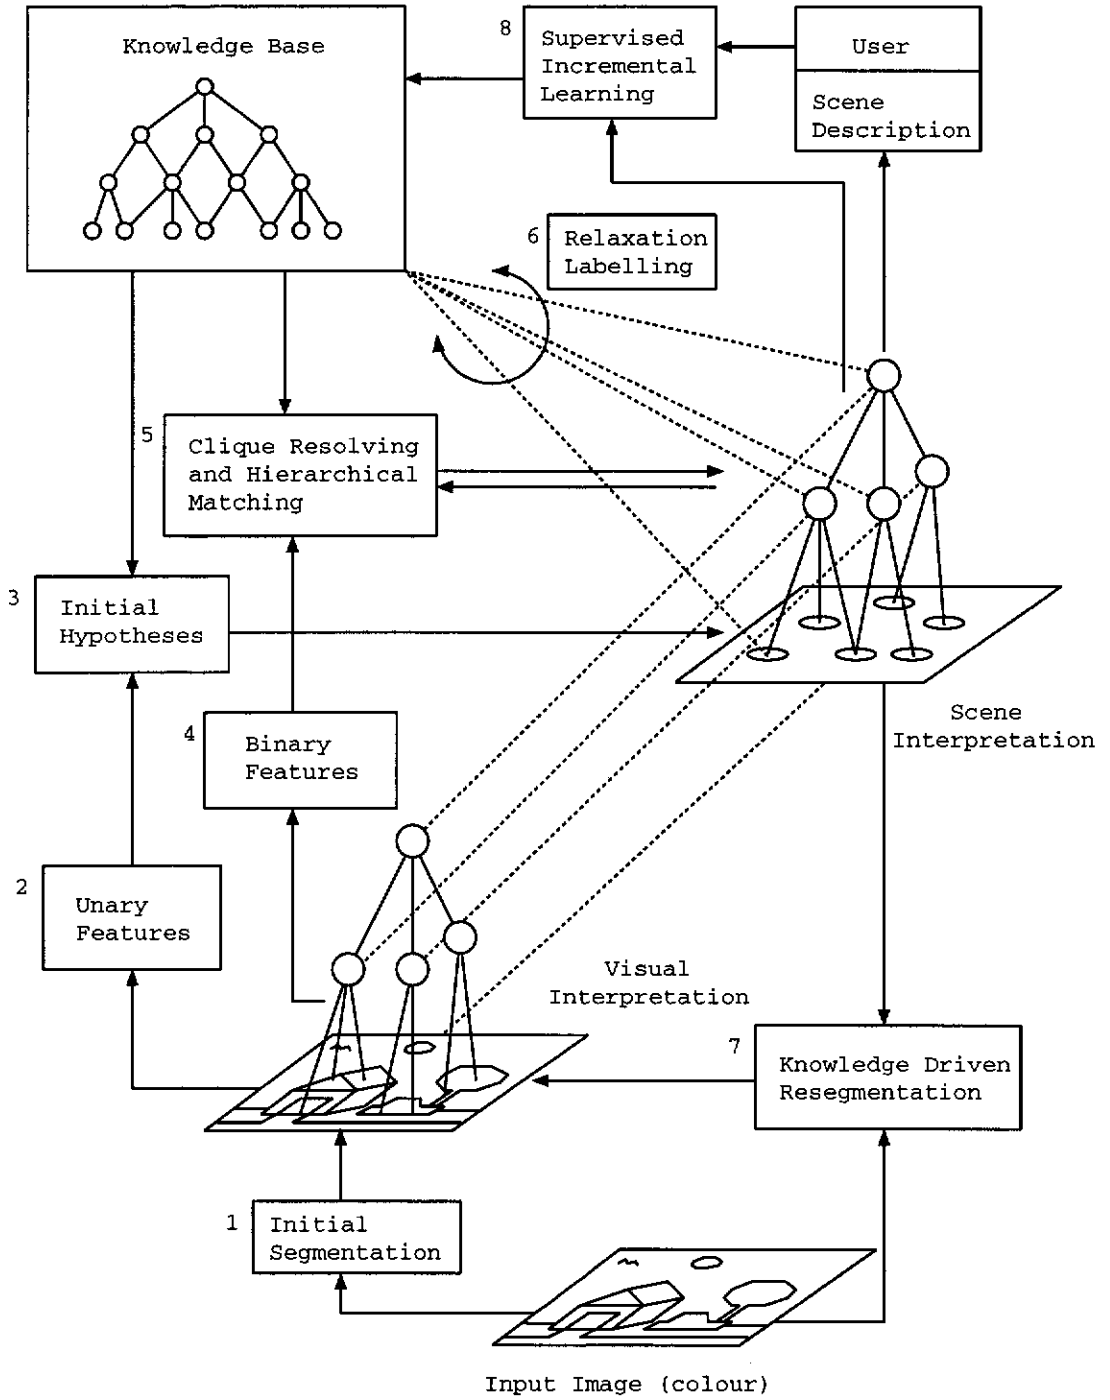 Knowledge Base
8
Supervised
Incremental
Learning
User
Scene
Description
6
Relaxation
Labelling
5
Clique Resolving
and Hierarchical
Matching
3
Initial
Hypotheses
4
Binary
Features
Scene
Interpretation
2
Unary
Features
Visual
Interpretation
7
Knowledge Driven
Resegmentation
1
Initial
Segmentation
Input Image (colour)